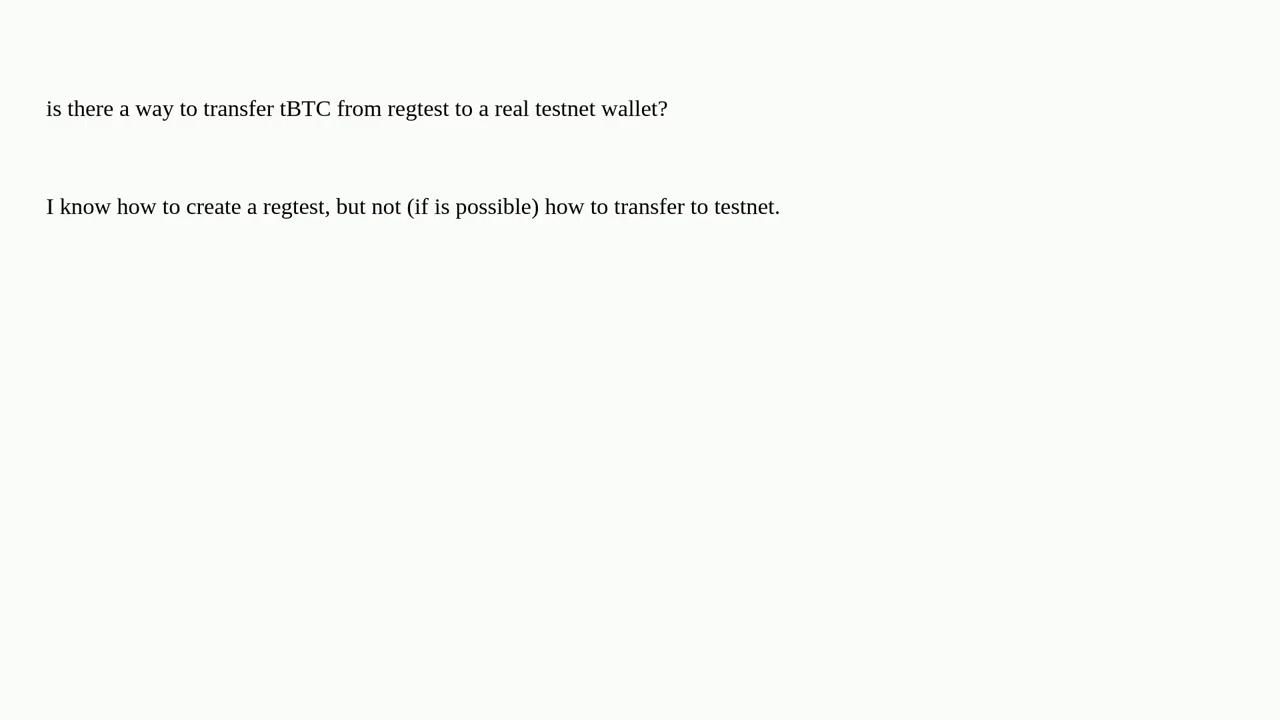 is there a way to transfer tBTC from regtest to a real testnet wallet?
I know how to create a regtest, but not (if is possible) how to transfer to testnet.